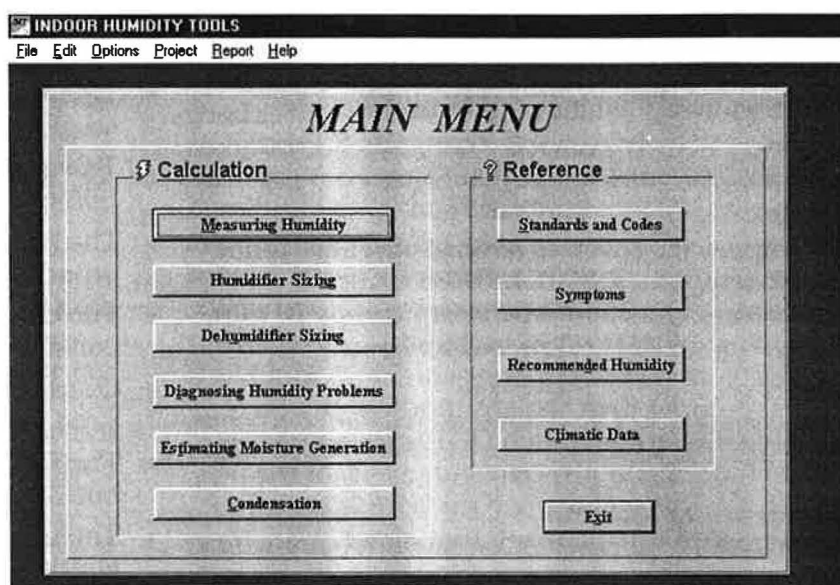 INDOOR HUMIDITY TOOLS
File Edit Options Project Report Help
MAIN MENU
Calculation
Measuring Humidity
Humidifier Sizing
Dehumidifier Sizing
Diagnosing Humidity Problems
Estimating Moisture Generation
Condensation
? Reference
Standards and Codes
Symptoms
Recommended Humidity
Climatic Data
Exit